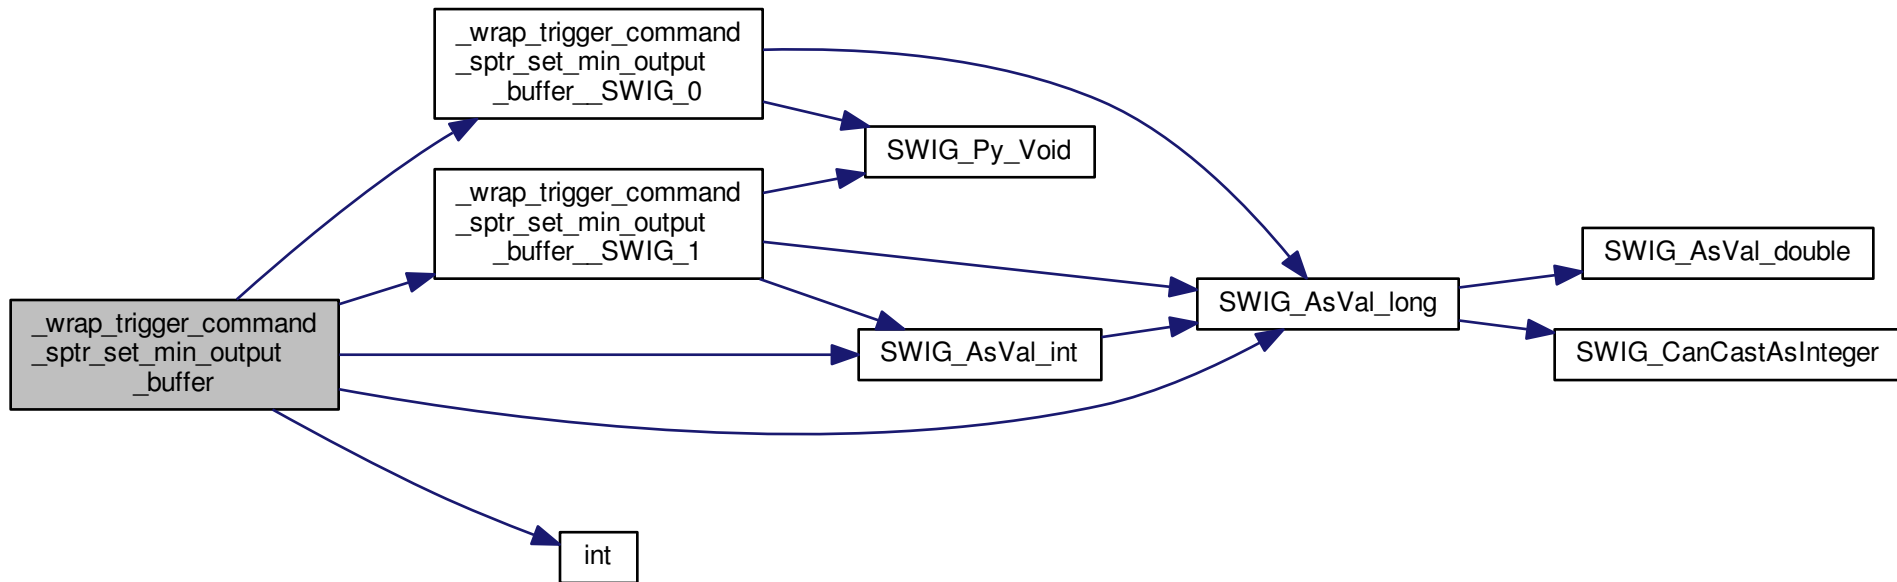 _wrap_trigger_command
_sptr_set_min_output
_buffer__SWIG_0
SWIG_Py_Void
_wrap_trigger_command
_sptr_set_min_output
_buffer__SWIG_1
SWIG_AsVal_double
SWIG_AsVal_long
_wrap_trigger_command
_sptr_set_min_output
_buffer
SWIG_AsVal_int
SWIG_CanCastAsInteger
int